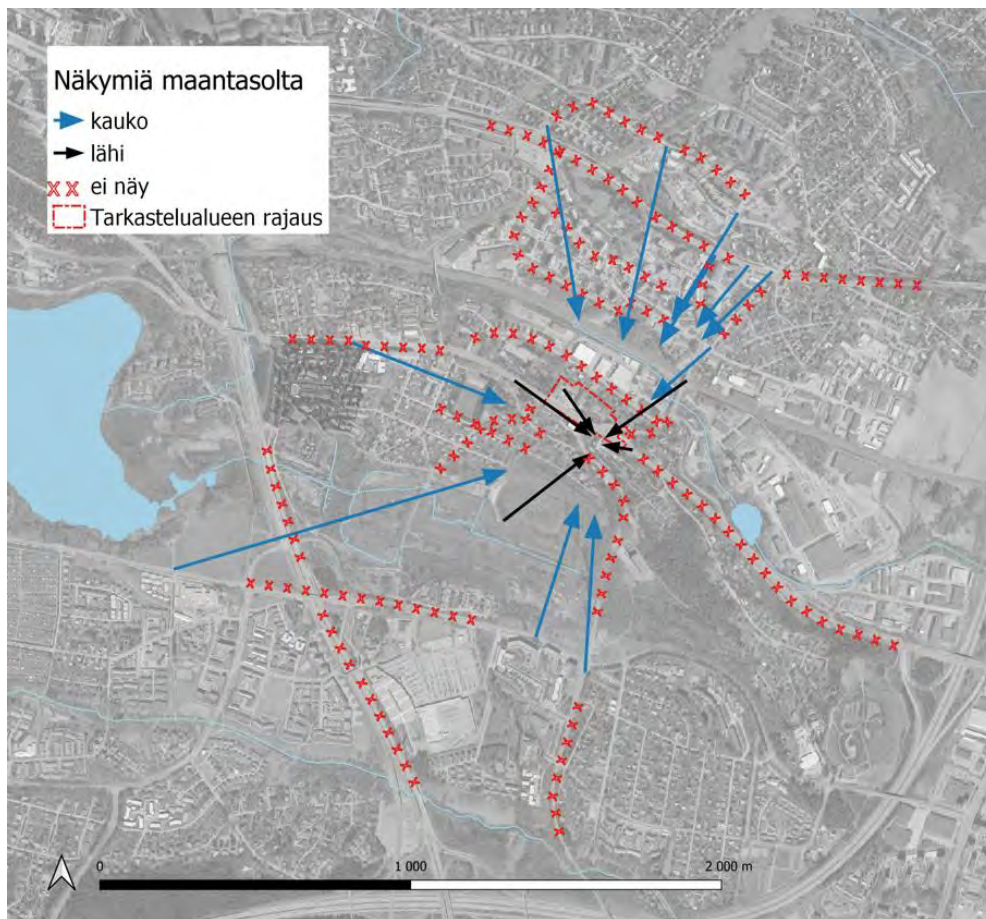 Näkymiä maantasolta
kauko
lähi
ei näy
Tarkastelualueen rajaus
0 1 000 2 000 m